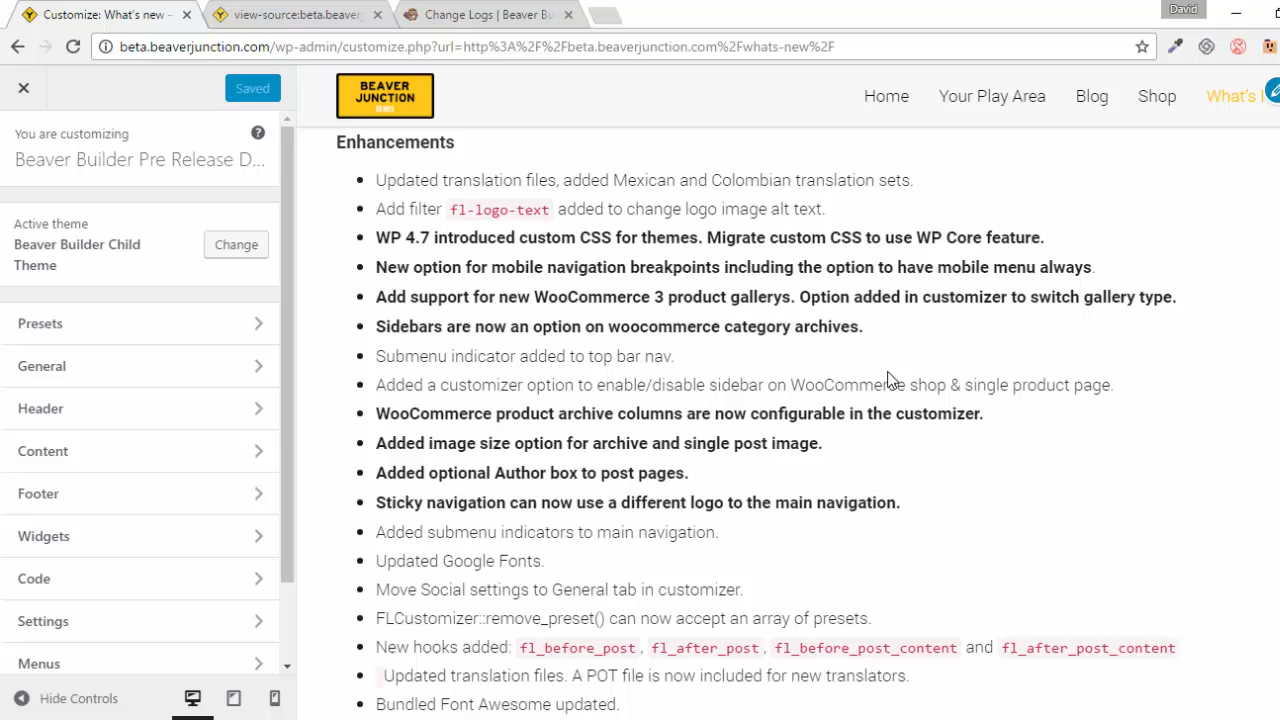 Customize: What's new –
view-source:beta.beaver
Change Logs | Beaver Bu
David
beta.beaverjunction.com/wp-admin/customize.php?url=http%3A%2F%2Fbeta.beaverjunction.com%2Fwhats-new%2F
Saved
You are customizing
Beaver Builder Pre Release D...
Active theme
Beaver Builder Child
Theme
Change
Presets
General
Header
Content
Footer
Widgets
Code
Settings
Menus
Hide Controls
BEAVER
JUNCTION
Home
Your Play Area
Blog
Shop
What's
Enhancements
Updated translation files, added Mexican and Colombian translation sets.
Add filter fl-logo-text added to change logo image alt text.
WP 4.7 introduced custom CSS for themes. Migrate custom CSS to use WP Core feature.
New option for mobile navigation breakpoints including the option to have mobile menu always.
Add support for new WooCommerce 3 product gallerys. Option added in customizer to switch gallery type.
Sidebars are now an option on woocommerce category archives.
Submenu indicator added to top bar nav.
Added a customizer option to enable/disable sidebar on WooCommerce shop & single product page.
WooCommerce product archive columns are now configurable in the customizer.
Added image size option for archive and single post image.
Added optional Author box to post pages.
Sticky navigation can now use a different logo to the main navigation.
Added submenu indicators to main navigation.
Updated Google Fonts.
Move Social settings to General tab in customizer.
FLCustomizer::remove_preset() can now accept an array of presets.
New hooks added: fl_before_post, fl_after_post, fl_before_post_content and fl_after_post_content
Updated translation files. A POT file is now included for new translators.
Bundled Font Awesome updated.